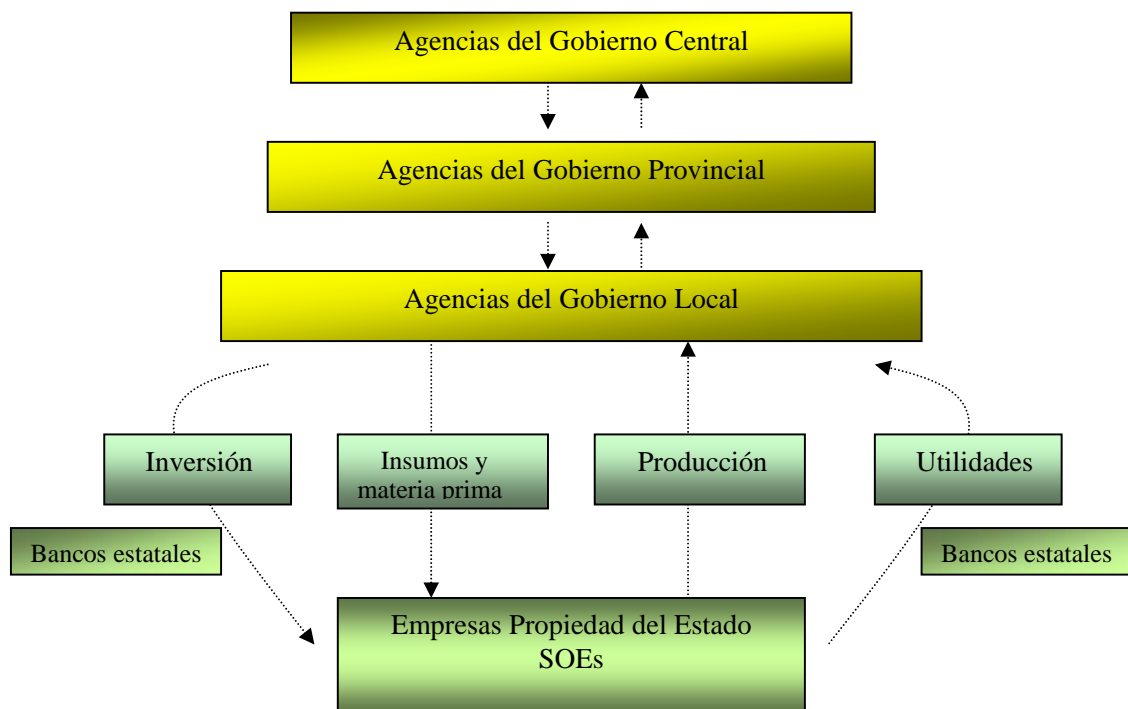 Agencias del Gobierno Central
Agencias del Gobierno Provincial
Agencias del Gobierno Local
Inversión
Insumos y
materia prima
Producción
Utilidades
Bancos estatales
Bancos estatales
Empresas Propiedad del Estado
SOEs